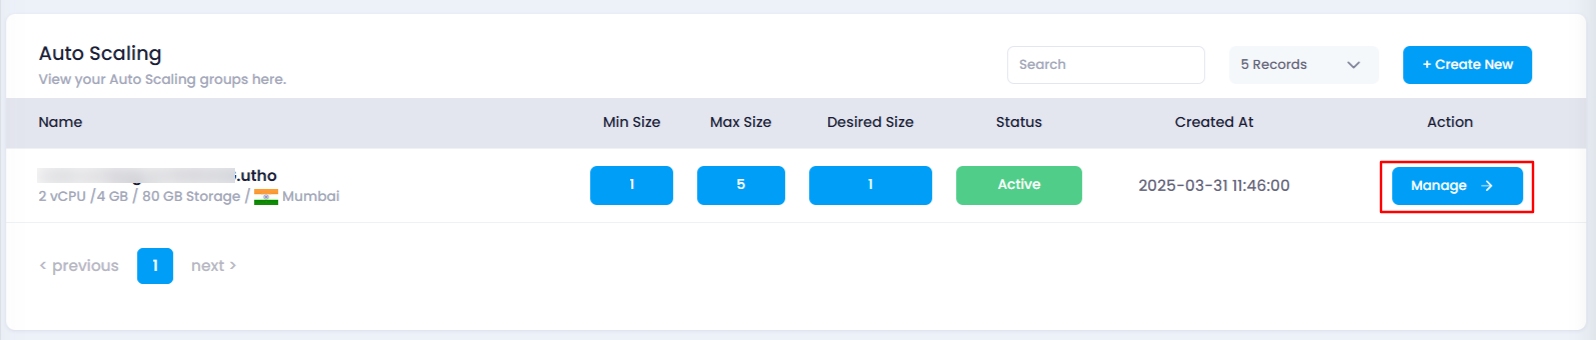 Auto Scaling
View your Auto Scaling groups here.
Search
5 Records
+ Create New
Name Min Size Max Size Desired Size Status Created At Action
.utho
1 5 1 Active 2025-03-31 11:46:00 Manage →
2 vCPU /4 GB / 80 GB Storage / Mumbai
< previous 1 next >